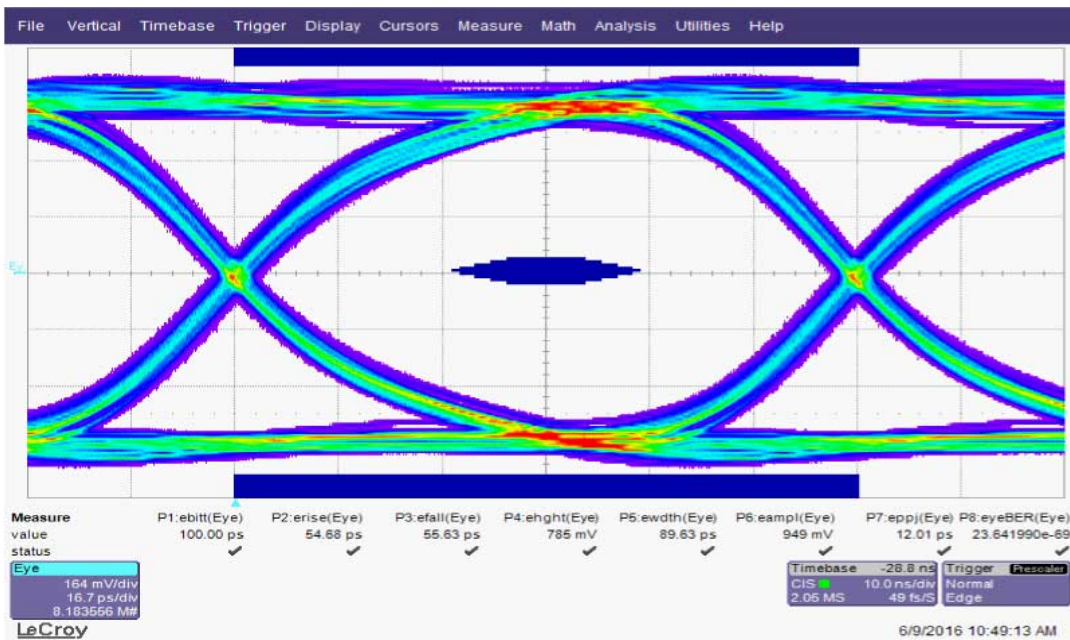 File Vertical Timebase Trigger Display Cursors Measure Math Analysis Utilities Help
Ey
Measure P1:ebitt(Eye) P2:erise(Eye) P3:efall(Eye) P4:ehght(Eye) P5:ewdth(Eye) P6:eampl(Eye) P7:eppj(Eye) P8:eyeBER(Eye)
value 100.00 ps 54.68 ps 55.63 ps 785 mV 89.63 ps 949 mV 12.01 ps 23.641990e-69
status ✔ ✔ ✔ ✔ ✔ ✔ ✔ ✔
Eye
164 mV/div
16.7 ps/div
8.183556 M#
Timebase -28.8 ns
CIS 10.0 ns/div
2.05 MS 49 fs/S
Trigger Prescaler
Normal
Edge
LeCroy
6/9/2016 10:49:13 AM